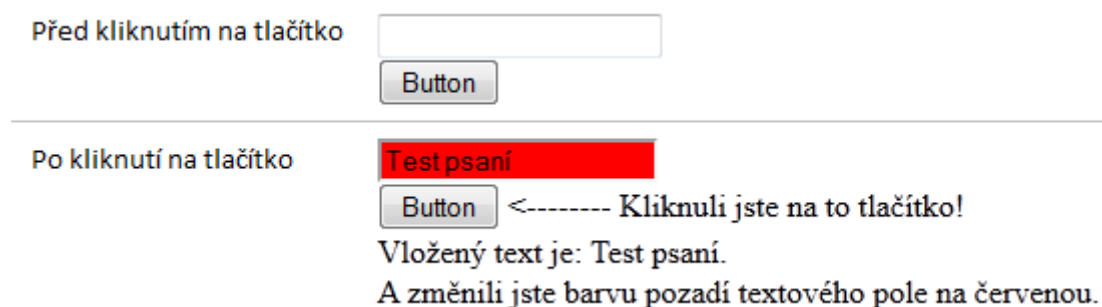 Před kliknutím na tlačítko
Button
Po kliknutí na tlačítko
Test psaní
Button <-------- Kliknuli jste na to tlačítko!
Vložený text je: Test psaní.
A změnili jste barvu pozadí textového pole na červenou.